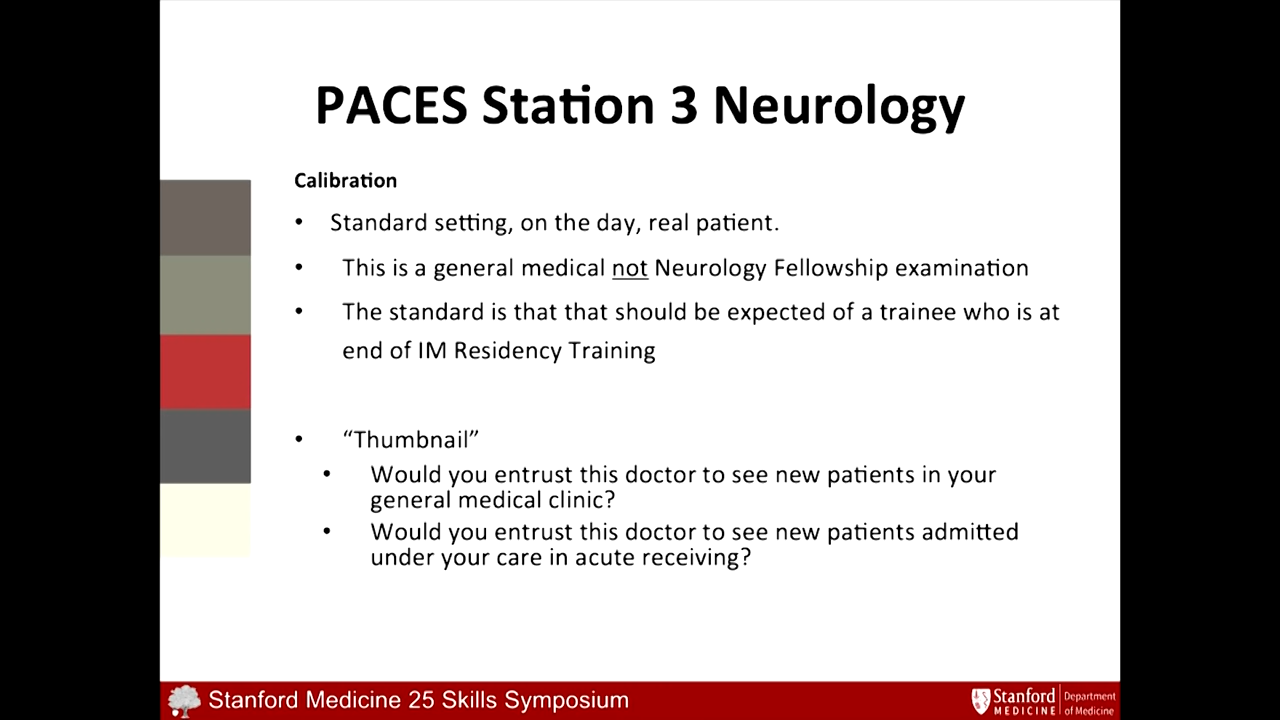 PACES Station 3 Neurology
Calibration
• Standard setting, on the day, real patient.
• This is a general medical not Neurology Fellowship examination
• The standard is that that should be expected of a trainee who is at
end of IM Residency Training
• “Thumbnail”
• Would you entrust this doctor to see new patients in your
general medical clinic?
• Would you entrust this doctor to see new patients admitted
under your care in acute receiving?
Stanford Medicine 25 Skills Symposium
Stanford
MEDICINE
Department
of Medicine